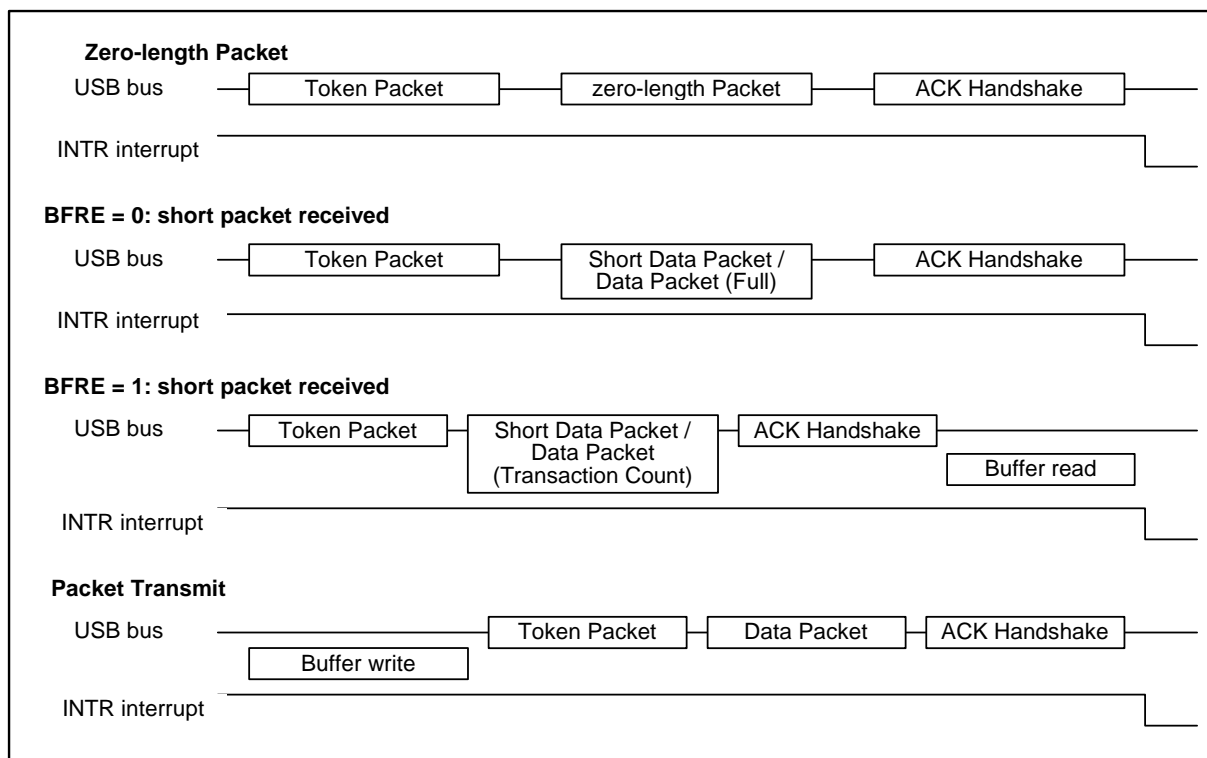 Zero-length Packet
USB bus
Token Packet
zero-length Packet
ACK Handshake
INTR interrupt
BFRE = 0: short packet received
USB bus
Token Packet
Short Data Packet /
Data Packet (Full)
ACK Handshake
INTR interrupt
BFRE = 1: short packet received
USB bus
Token Packet
Short Data Packet /
Data Packet
(Transaction Count)
ACK Handshake
Buffer read
INTR interrupt
Packet Transmit
USB bus
Token Packet
Data Packet
ACK Handshake
Buffer write
INTR interrupt